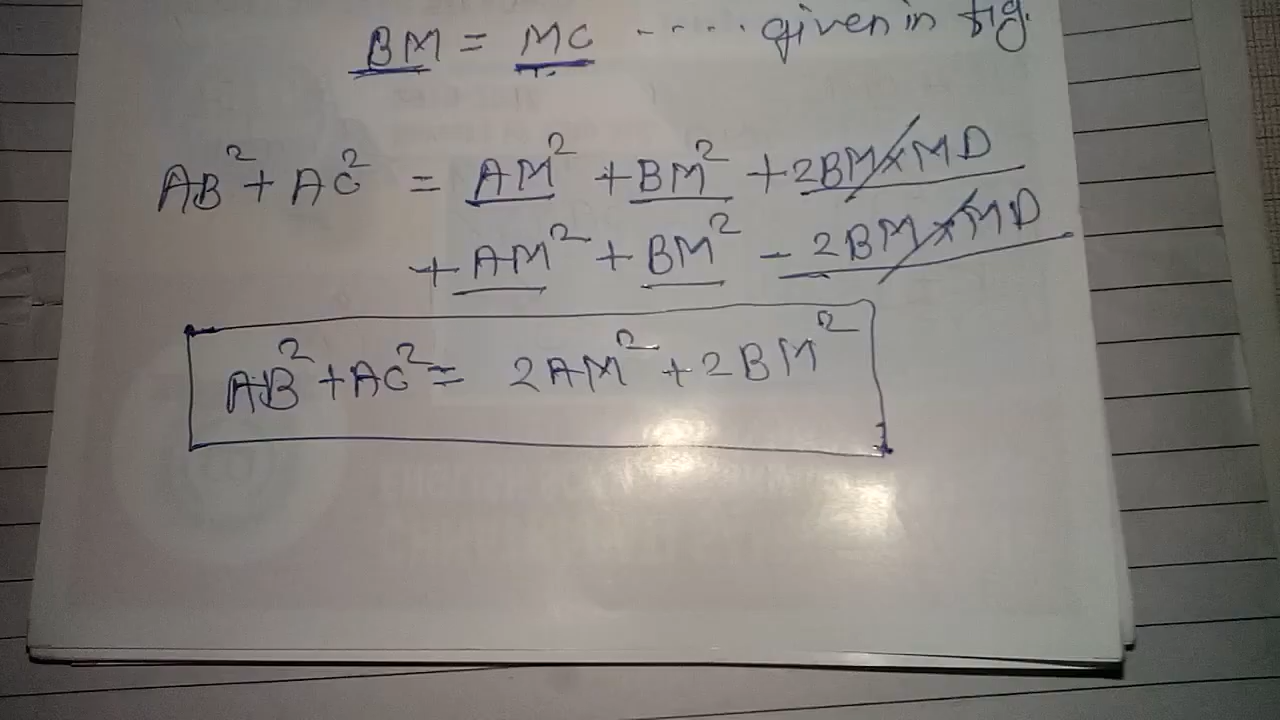 BM = MC ..... given in fig.
AB² + AC² = AM² + BM² + 2BM×MD
+ AM² + BM² - 2BM×MD
AB² + AC² = 2AM² + 2BM²